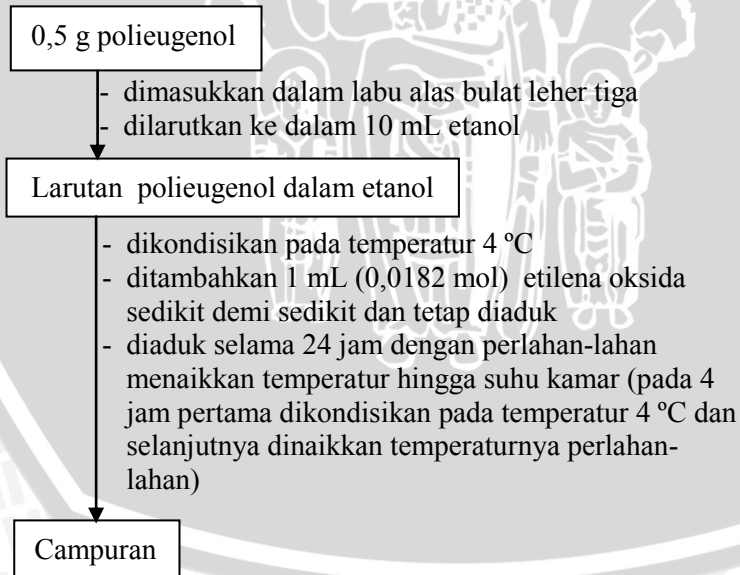 0,5 g polieugenol
- dimasukkan dalam labu alas bulat leher tiga
- dilarutkan ke dalam 10 mL etanol
Larutan polieugenol dalam etanol
- dikondisikan pada temperatur 4 ºC
- ditambahkan 1 mL (0,0182 mol) etilena oksida
sedikit demi sedikit dan tetap diaduk
- diaduk selama 24 jam dengan perlahan-lahan
menaikkan temperatur hingga suhu kamar (pada 4
jam pertama dikondisikan pada temperatur 4 ºC dan
selanjutnya dinaikkan temperaturnya perlahan-
lahan)
Campuran